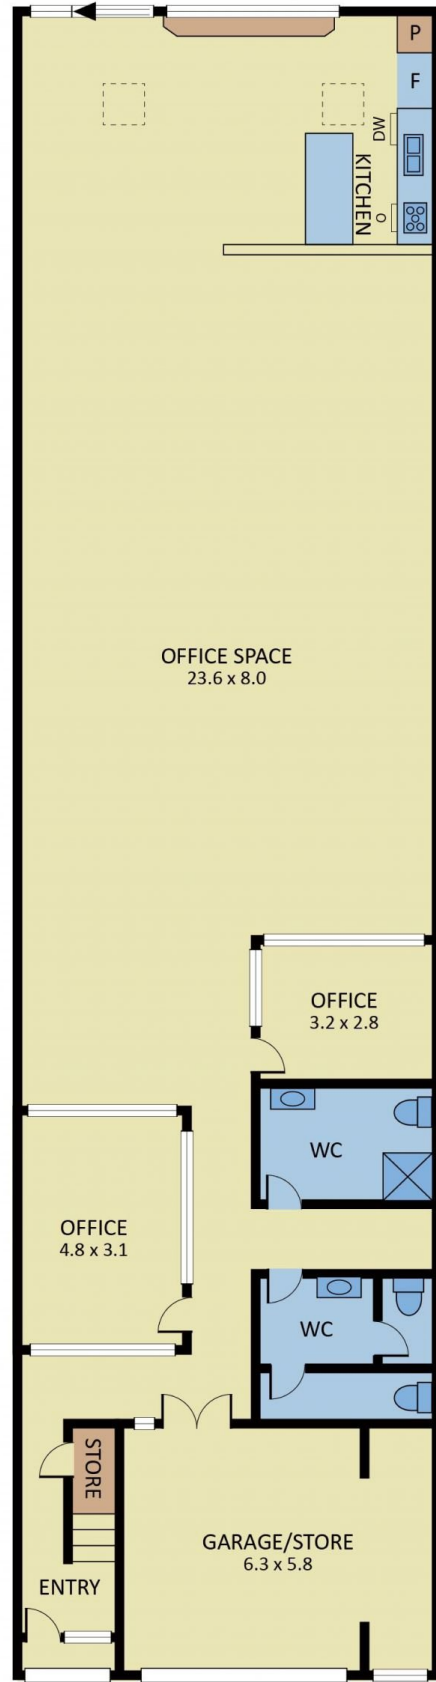 P
F
DW
KITCHEN
O
OFFICE SPACE
23.6 x 8.0
OFFICE
3.2 x 2.8
WC
OFFICE
4.8 x 3.1
WC
STORE
GARAGE/STORE
6.3 x 5.8
ENTRY